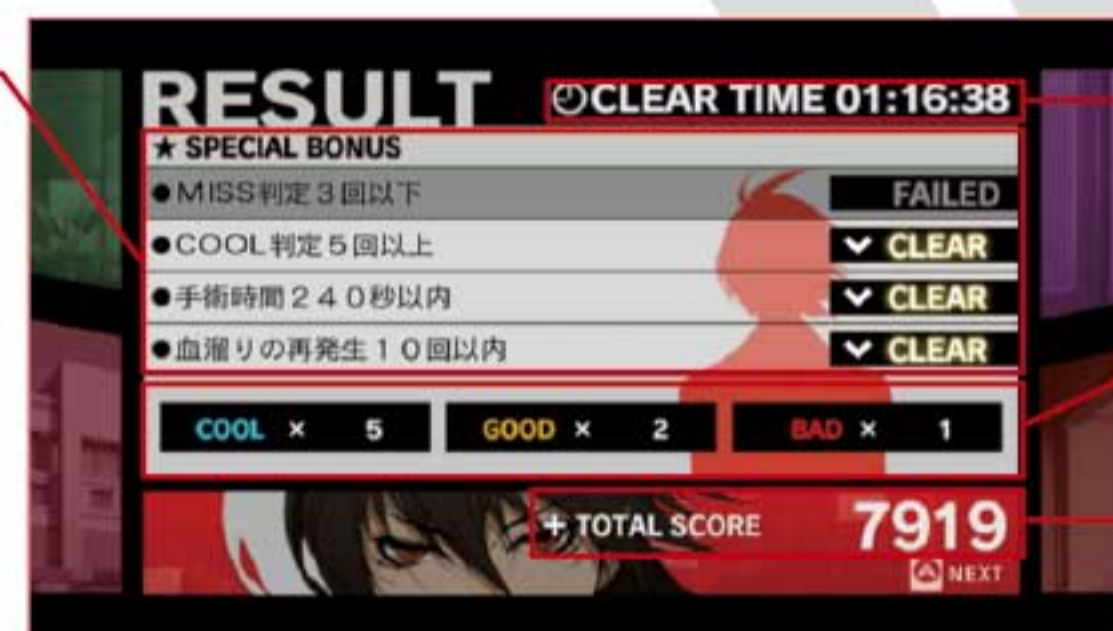 RESULT
CLEAR TIME 01:16:38
★ SPECIAL BONUS
●MISS判定3回以下 FAILED
●COOL判定5回以上 CLEAR
●手術時間240秒以内 CLEAR
●血溜りの再発生10回以内 CLEAR
COOL × 5 GOOD × 2 BAD × 1
+ TOTAL SCORE 7919
A NEXT